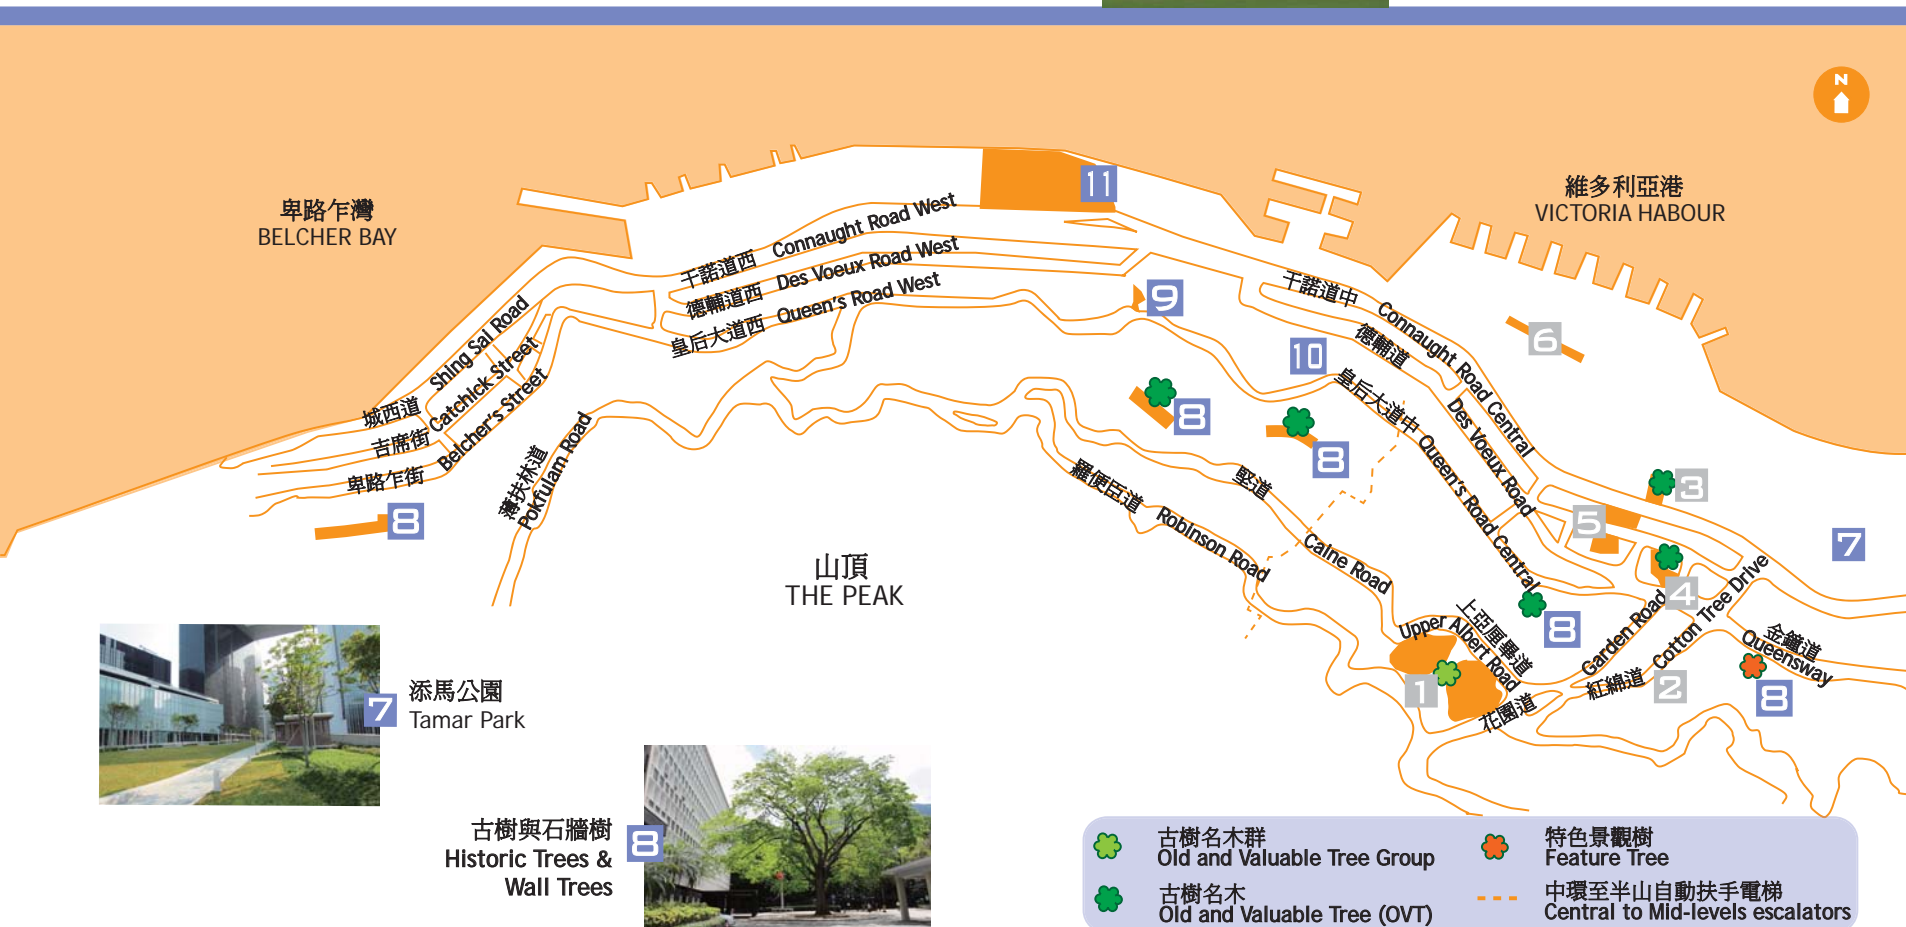 N
卑路乍灣
BELCHER BAY
維多利亞港
VICTORIA HABOUR
11
干諾道西 Connaught Road West
德輔道西 Des Voeux Road West
皇后大道西 Queen's Road West
9
10
干諾道中 Connaught Road Central
德輔道
Des Voeux Road
皇后大道中 Queen's Road Central
6
城西道 Shing Sai Road
吉席街 Catchick Street
卑路乍街 Belcher's Street
薄扶林道
Pokfulam Road
8
8
8
堅道
Caine Road
羅便臣道 Robinson Road
3
5
7
4
山頂
THE PEAK
8
上亞厘畢道
Upper Albert Road
Garden Road
花園道
紅綿道 Cotton Tree Drive
金鐘道
Queensway
1
2
8
7
添馬公園
Tamar Park
古樹與石牆樹
8
Historic Trees &
Wall Trees
古樹名木群
Old and Valuable Tree Group
特色景觀樹
Feature Tree
古樹名木
Old and Valuable Tree (OVT)
中環至半山自動扶手電梯
Central to Mid-levels escalators